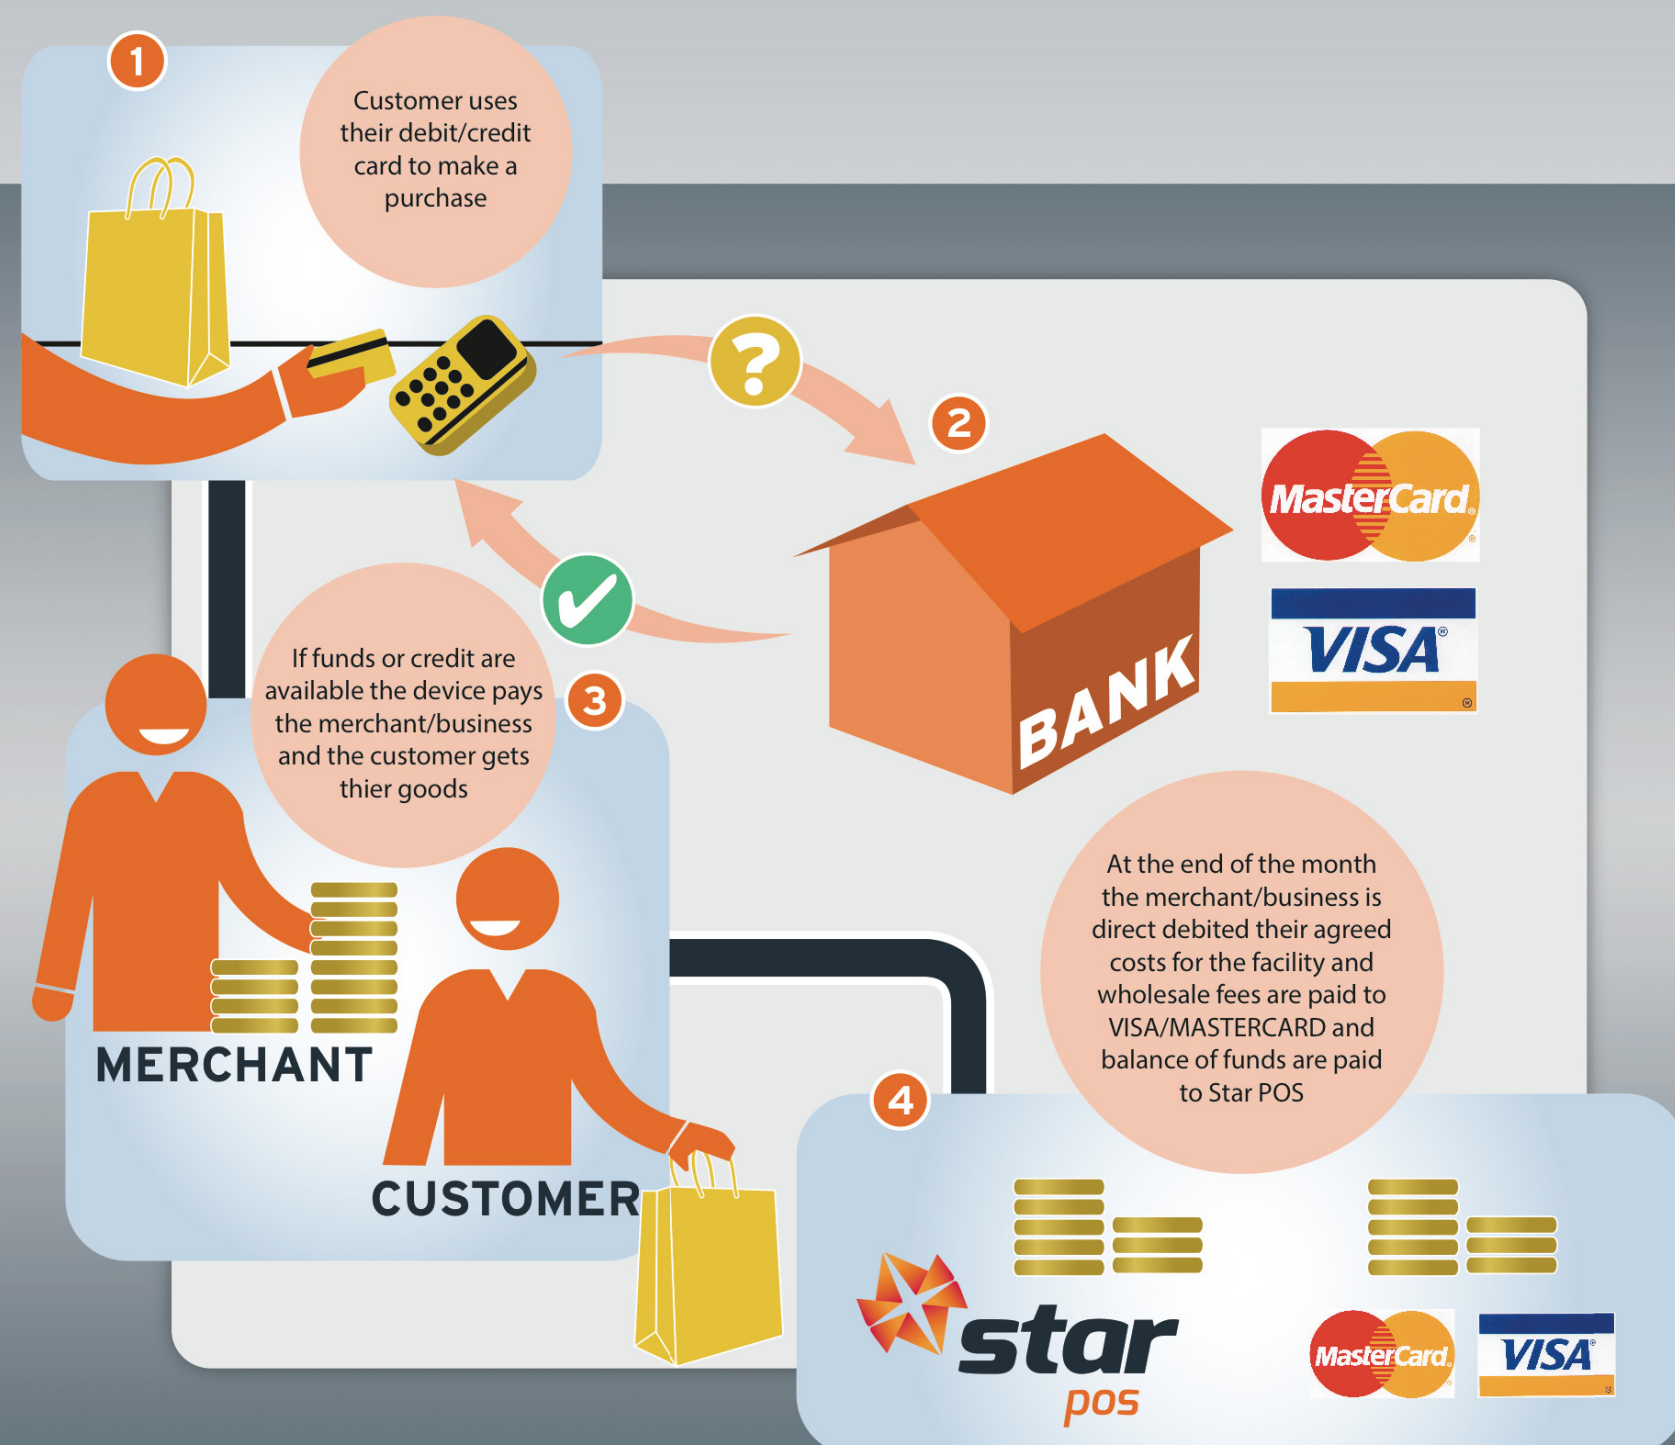 1
Customer uses
their debit/credit
card to make a
purchase
?
2
MasterCard®
®
VISA®
®
BANK
If funds or credit are
available the device pays
the merchant/business
and the customer gets
thier goods
3
MERCHANT
CUSTOMER
At the end of the month
the merchant/business is
direct debited their agreed
costs for the facility and
wholesale fees are paid to
VISA/MASTERCARD and
balance of funds are paid
to Star POS
4
star
pos
MasterCard
VISA